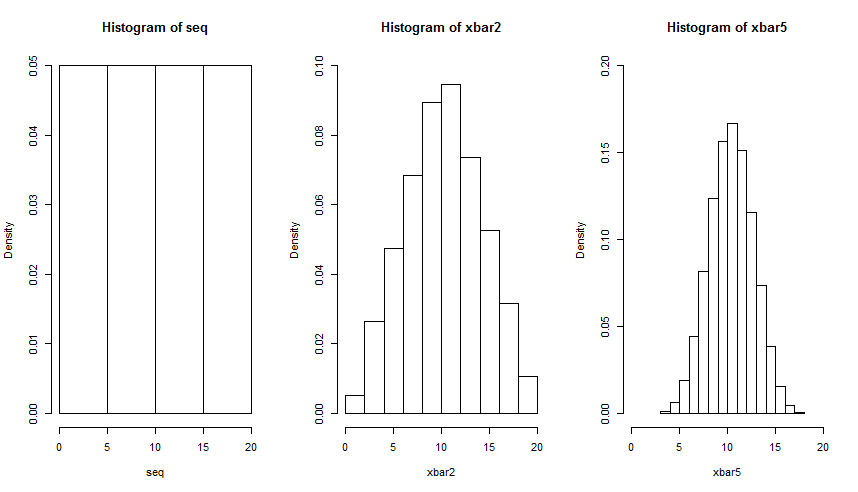 Histogram of seq
Density
0.05
0.04
0.03
0.02
0.01
0.00
0 5 10 15 20
seq
Histogram of xbar2
Density
0.10
0.08
0.06
0.04
0.02
0.00
0 5 10 15 20
xbar2
Histogram of xbar5
Density
0.20
0.15
0.10
0.05
0.00
0 5 10 15 20
xbar5